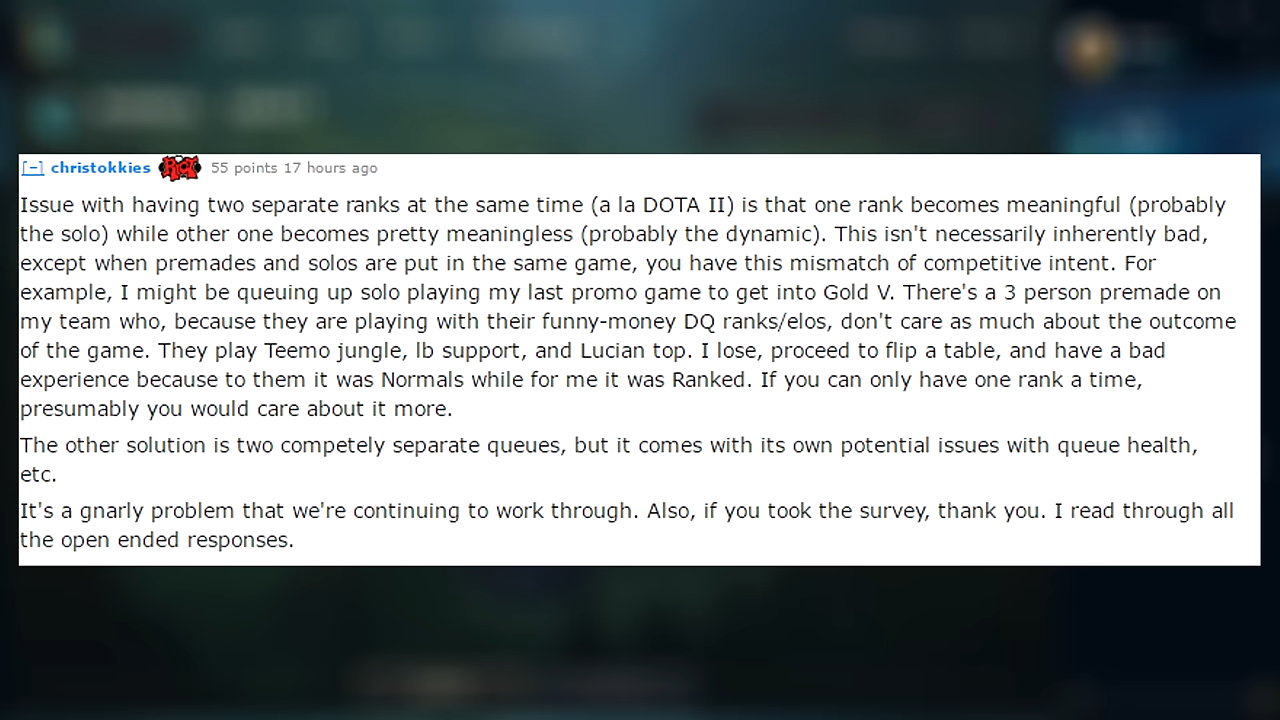 [–] christokkies RIOT 55 points 17 hours ago
Issue with having two separate ranks at the same time (a la DOTA II) is that one rank becomes meaningful (probably
the solo) while other one becomes pretty meaningless (probably the dynamic). This isn't necessarily inherently bad,
except when premades and solos are put in the same game, you have this mismatch of competitive intent. For
example, I might be queuing up solo playing my last promo game to get into Gold V. There's a 3 person premade on
my team who, because they are playing with their funny-money DQ ranks/elos, don't care as much about the outcome
of the game. They play Teemo jungle, lb support, and Lucian top. I lose, proceed to flip a table, and have a bad
experience because to them it was Normals while for me it was Ranked. If you can only have one rank a time,
presumably you would care about it more.
The other solution is two competely separate queues, but it comes with its own potential issues with queue health,
etc.
It's a gnarly problem that we're continuing to work through. Also, if you took the survey, thank you. I read through all
the open ended responses.